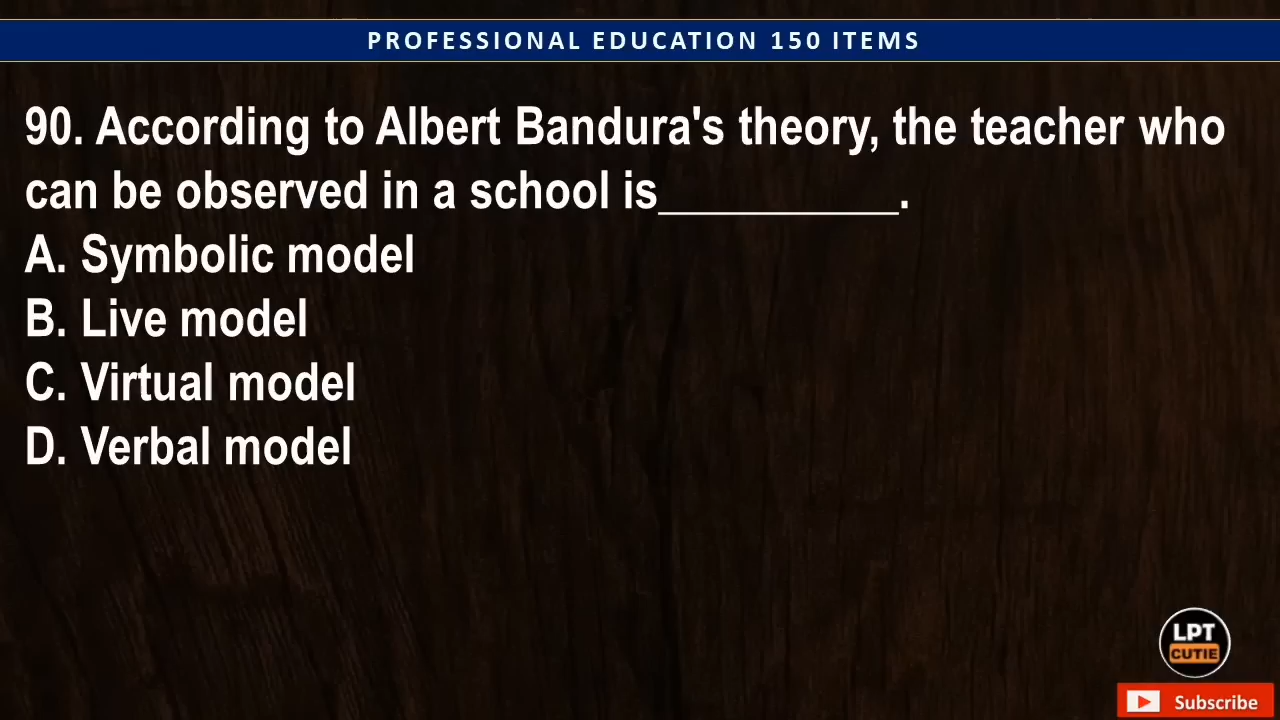 PROFESSIONAL EDUCATION 150 ITEMS
90. According to Albert Bandura's theory, the teacher who
can be observed in a school is___________.
A. Symbolic model
B. Live model
C. Virtual model
D. Verbal model
LPT
CUTIE
Subscribe